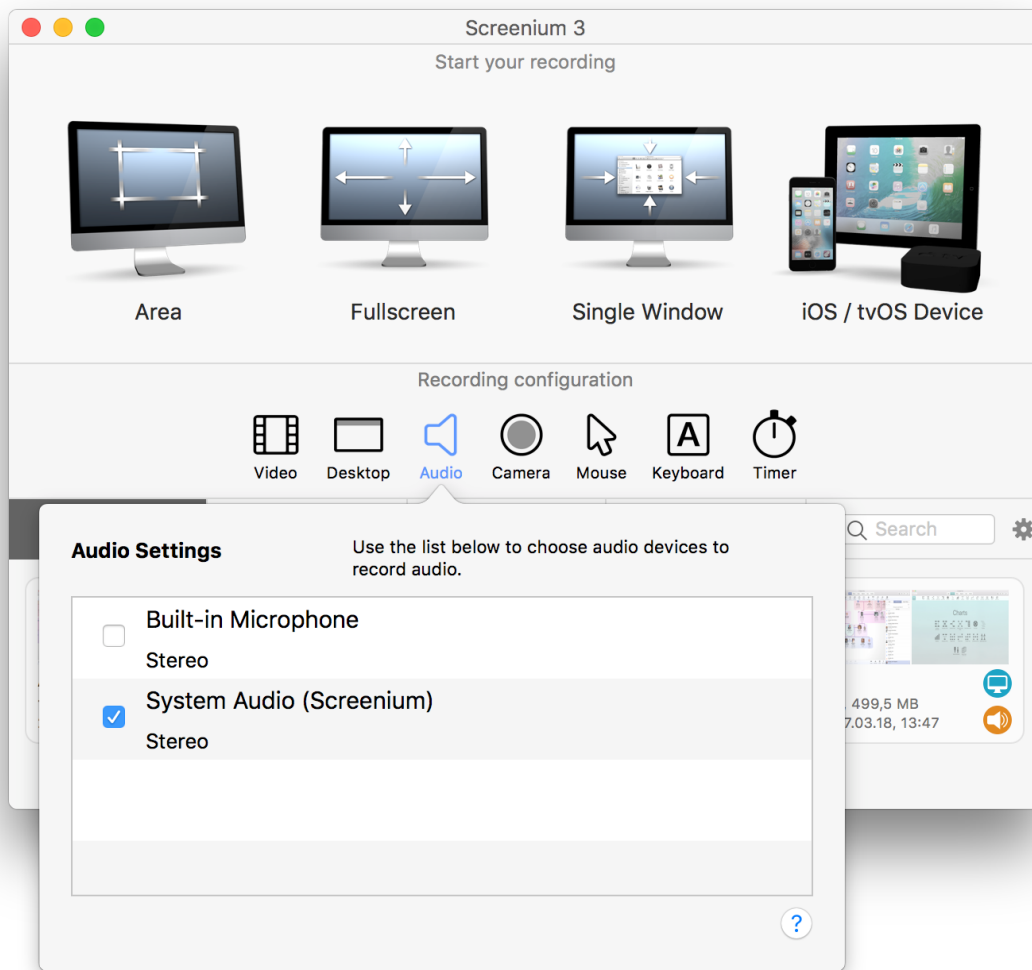 Screenium 3
Start your recording
Area
Fullscreen
Single Window
iOS / tvOS Device
Recording configuration
Video
Desktop
Audio
Camera
Mouse
A
Keyboard
Timer
Search
Audio Settings
Use the list below to choose audio devices to
record audio.
Built-in Microphone
Stereo
System Audio (Screenium)
Stereo
Charts
499,5 MB
7.03.18, 13:47
?